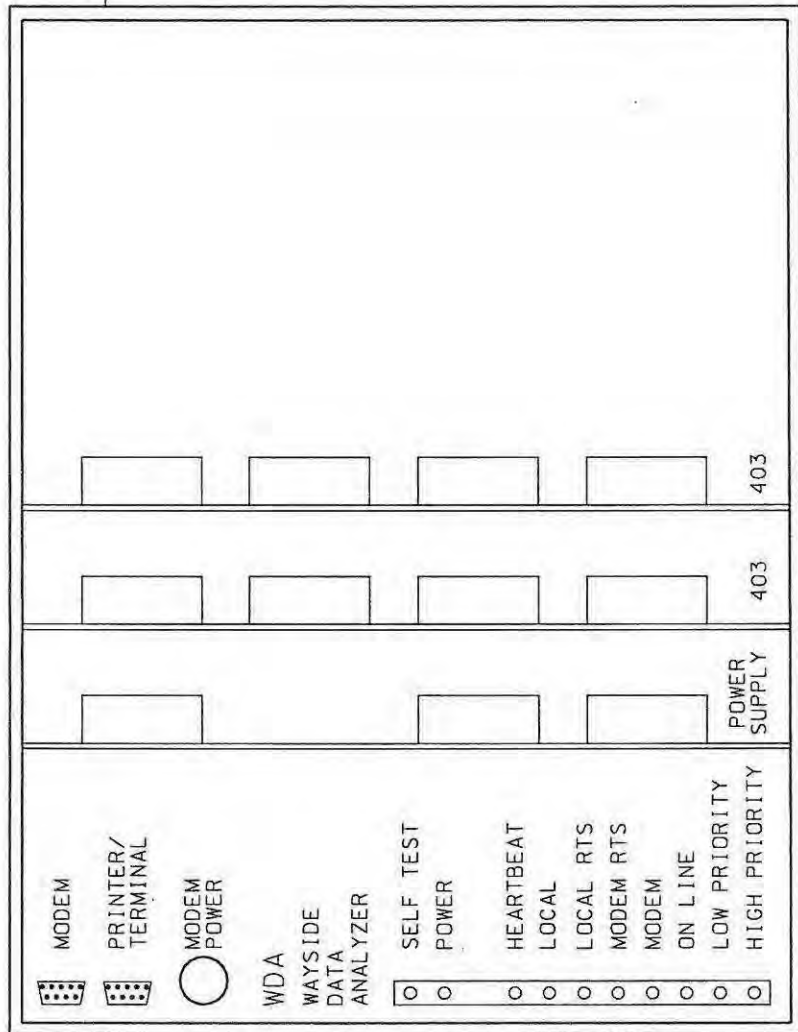 MODEM
PRINTER/
TERMINAL
MODEM
POWER
WDA
WAYSIDE
DATA
ANALYZER
SELF TEST
POWER
HEARTBEAT
LOCAL
LOCAL RTS
MODEM RTS
MODEM
ON LINE
LOW PRIORITY
HIGH PRIORITY
POWER
SUPPLY
403
403